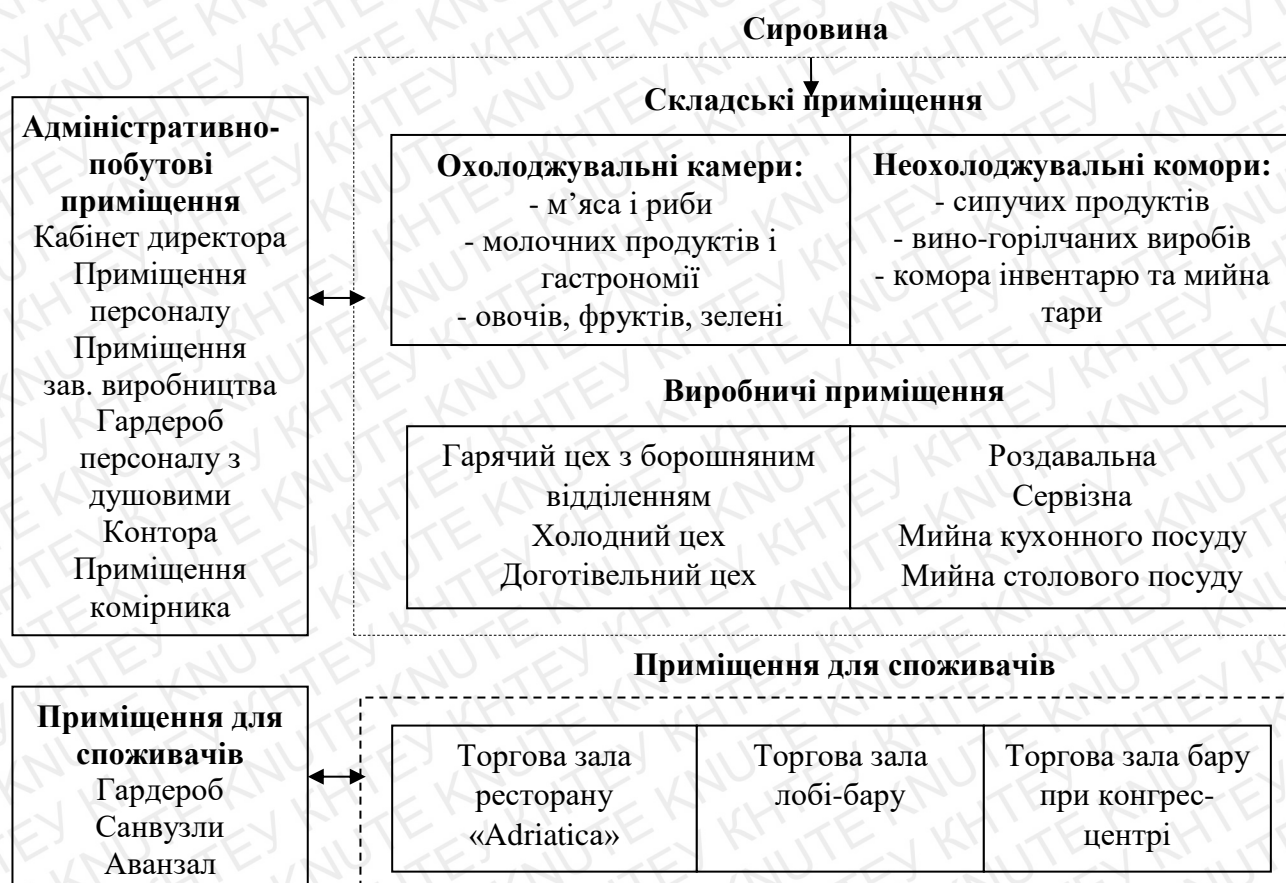 Сировина
Складські приміщення
Адміністративно-
побутові
приміщення
Кабінет директора
Приміщення
персоналу
Приміщення
зав. виробництва
Гардероб
персоналу з
душовими
Контора
Приміщення
комірника
Охолоджувальні камери:
- м’яса і риби
- молочних продуктів і
гастрономії
- овочів, фруктів, зелені
Неохолоджувальні комори:
- сипучих продуктів
- вино-горілчаних виробів
- комора інвентарю та мийна
тари
Виробничі приміщення
Гарячий цех з борошняним
відділенням
Холодний цех
Доготівельний цех
Роздавальна
Сервізна
Мийна кухонного посуду
Мийна столового посуду
Приміщення для споживачів
Приміщення для
споживачів
Гардероб
Санвузли
Аванзал
Торгова зала
ресторану
«Adriatica»
Торгова зала
лобі-бару
Торгова зала бару
при конгрес-
центрі